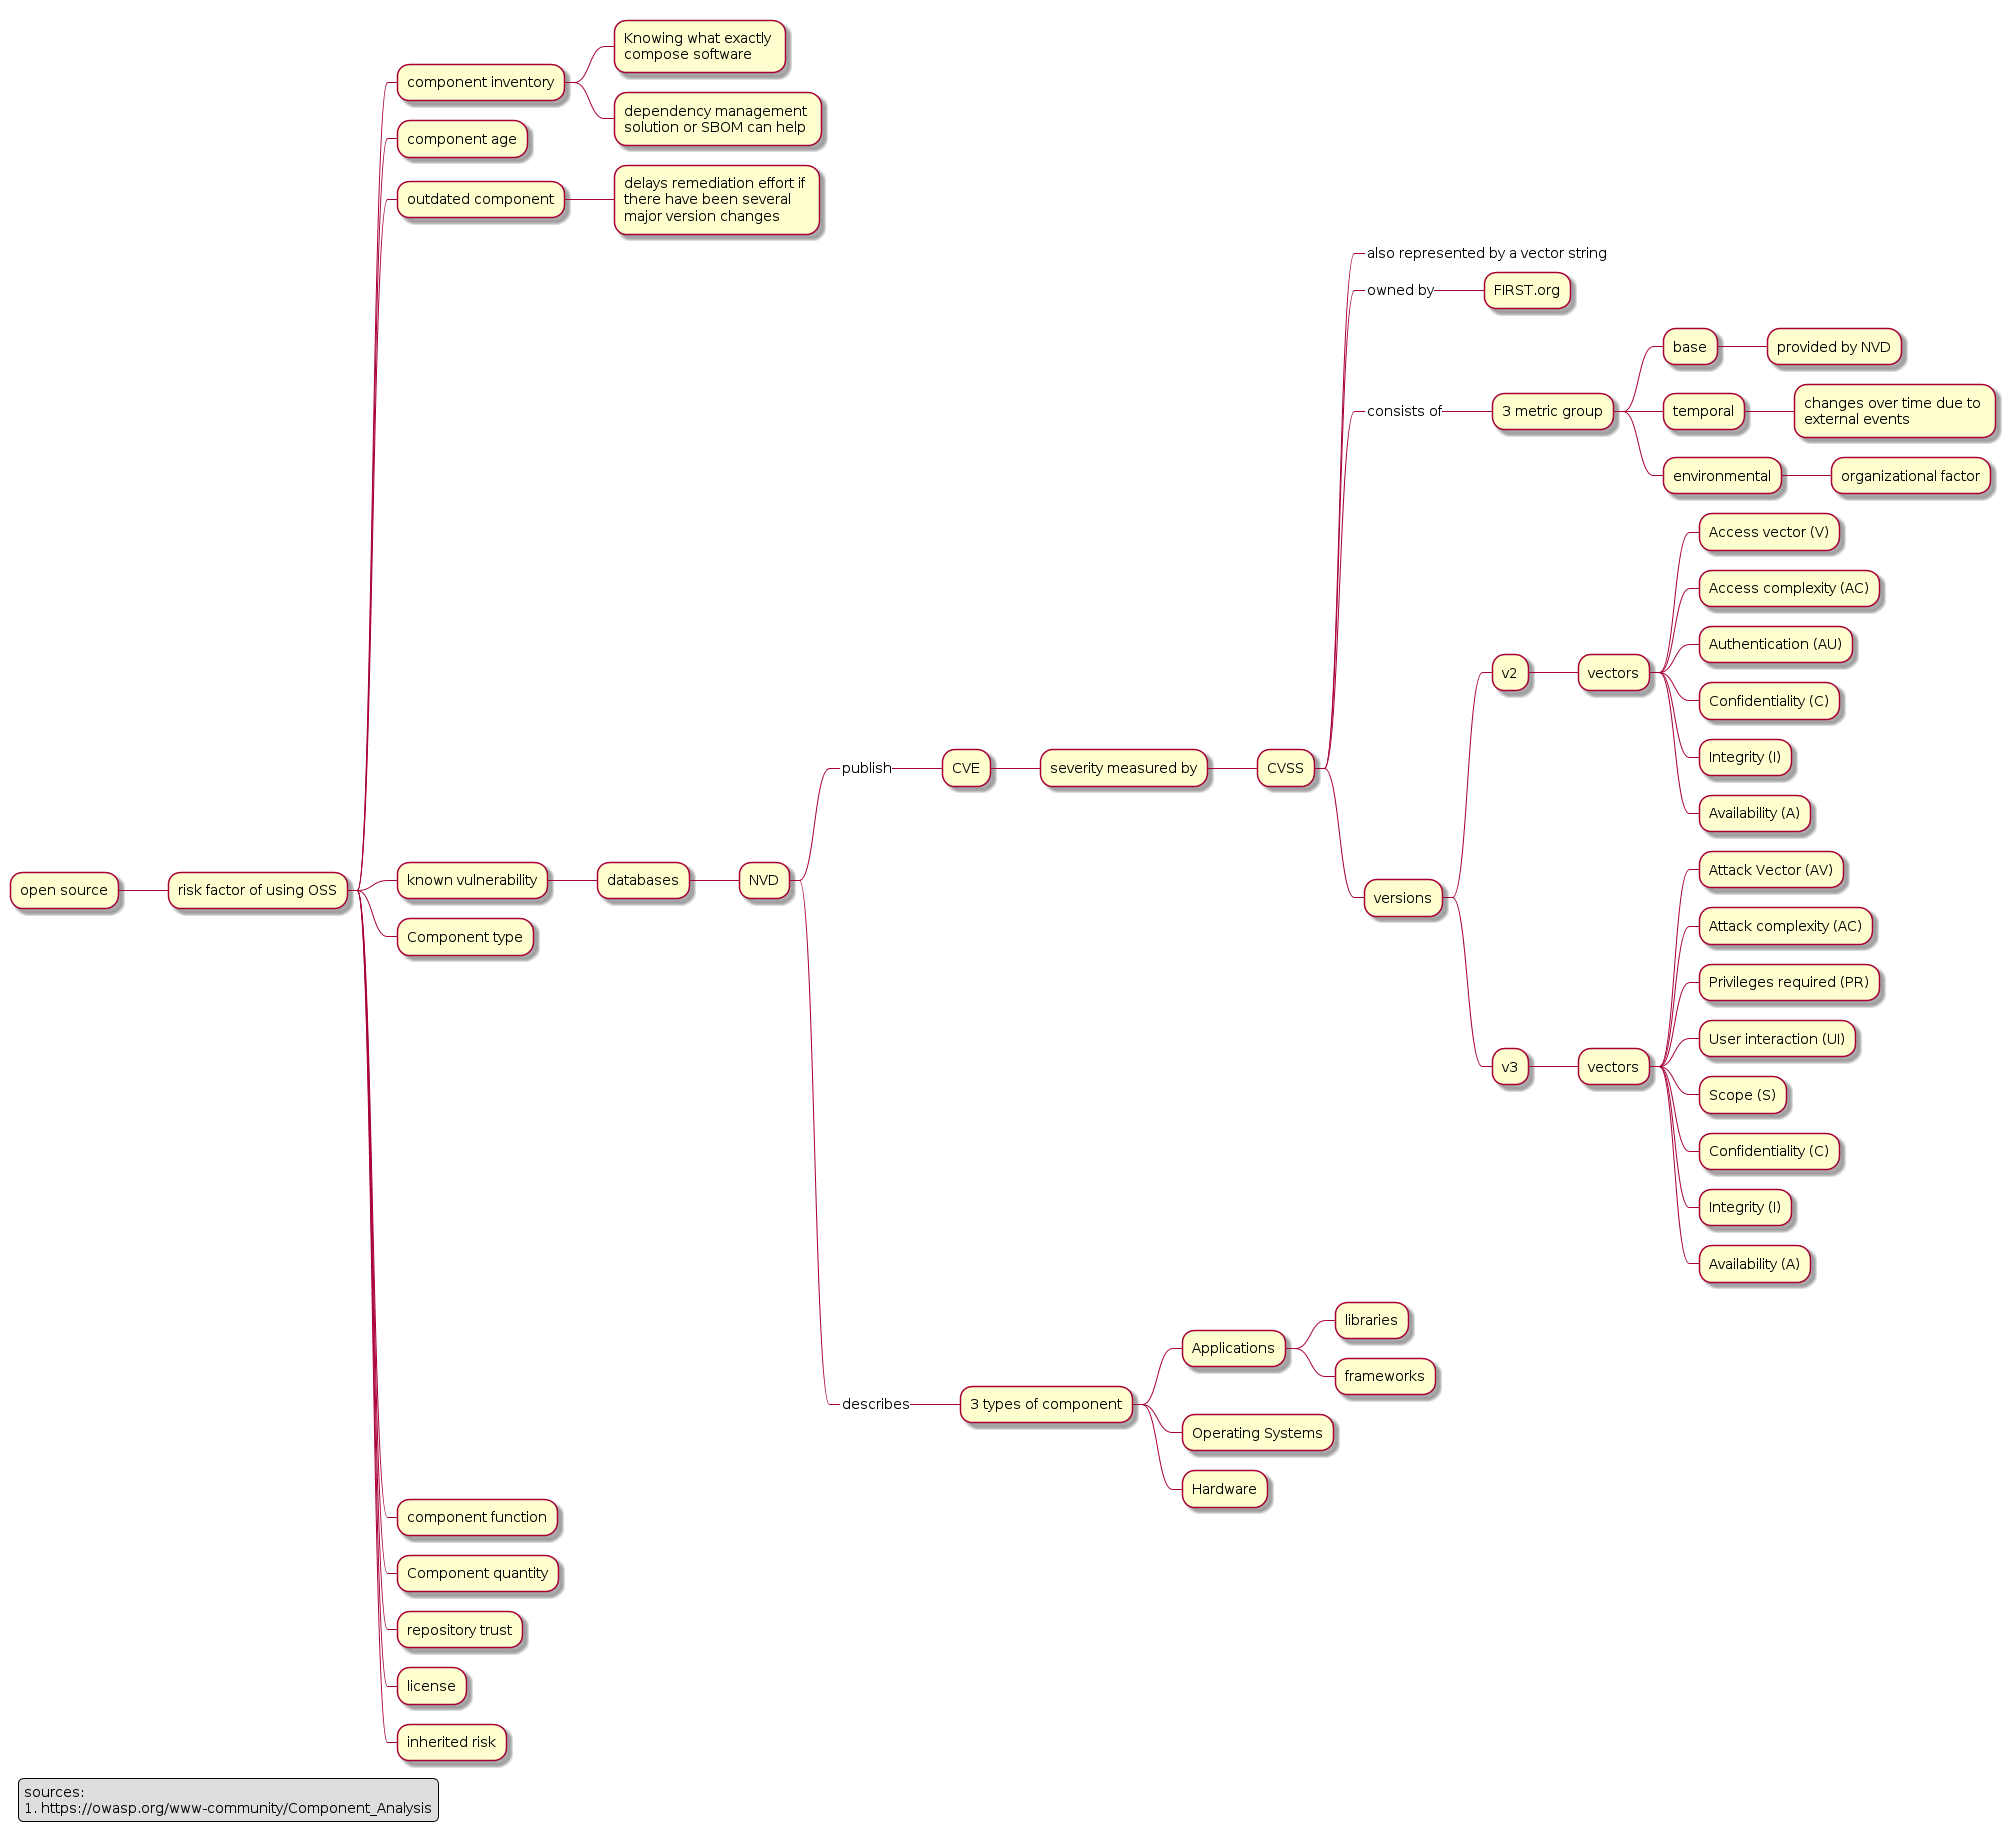 Knowing what exactly
compose software
component inventory
dependency management
solution or SBOM can help
component age
delays remediation effort if
there have been several
major version changes
outdated component
also represented by a vector string
owned by
FIRST.org
base
provided by NVD
consists of
3 metric group
temporal
changes over time due to
external events
environmental
organizational factor
Access vector (V)
Access complexity (AC)
Authentication (AU)
v2
vectors
Confidentiality (C)
Integrity (I)
Availability (A)
publish
CVE
severity measured by
CVSS
versions
open source
risk factor of using OSS
known vulnerability
databases
NVD
Component type
Attack Vector (AV)
Attack complexity (AC)
Privileges required (PR)
User interaction (UI)
v3
vectors
Scope (S)
Confidentiality (C)
Integrity (I)
Availability (A)
describes
3 types of component
Applications
libraries
frameworks
Operating Systems
Hardware
component function
Component quantity
repository trust
license
inherited risk
sources:
1. https://owasp.org/www-community/Component_Analysis